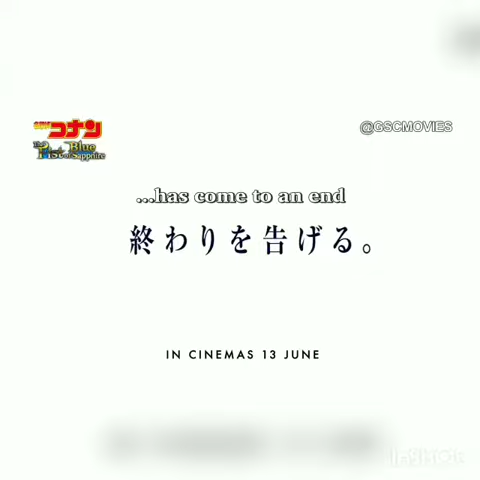 名探偵コナン
The Fist of Blue Sapphire
@GSCMOVIES
...has come to an end
終わりを告げる。
IN CINEMAS 13 JUNE
INSHOT